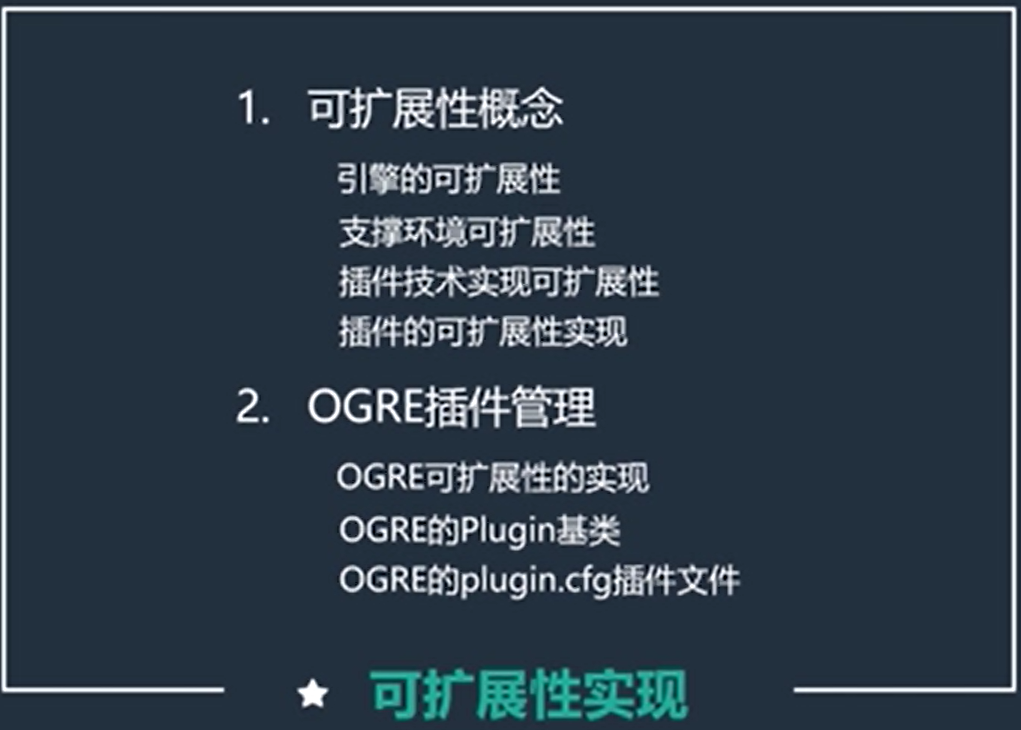 1. 可扩展性概念
引擎的可扩展性
支撑环境可扩展性
插件技术实现可扩展性
插件的可扩展性实现
2. OGRE插件管理
OGRE可扩展性的实现
OGRE的Plugin基类
OGRE的plugin.cfg插件文件
可扩展性实现